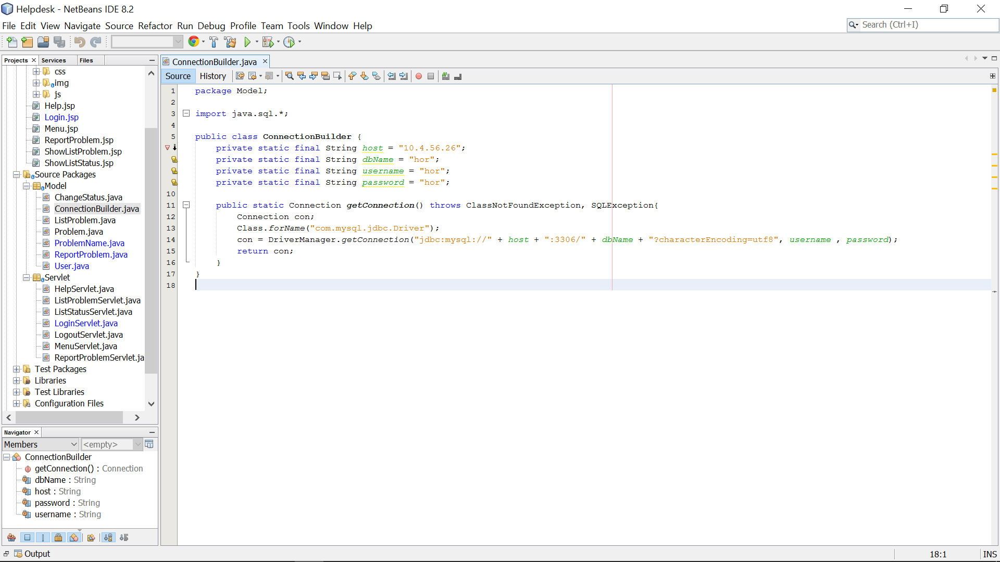 Helpdesk - NetBeans IDE 8.2
File Edit View Navigate Source Refactor Run Debug Profile Team Tools Window Help
Search (Ctrl+I)
Projects Services Files
css
img
js
Help.jsp
Login.jsp
Menu.jsp
ReportProblem.jsp
ShowListProblem.jsp
ShowListStatus.jsp
Source Packages
Model
ChangeStatus.java
ConnectionBuilder.java
ListProblem.java
Problem.java
ProblemName.java
ReportProblem.java
User.java
Servlet
HelpServlet.java
ListProblemServlet.java
ListStatusServlet.java
LoginServlet.java
LogoutServlet.java
MenuServlet.java
ReportProblemServlet.ja
Test Packages
Libraries
Test Libraries
Configuration Files
Navigator
Members <empty>
ConnectionBuilder
getConnection() : Connection
dbName : String
host : String
password : String
username : String
ConnectionBuilder.java
Source History
1 package Model;
2
3 import java.sql.*;
4
5 public class ConnectionBuilder {
private static final String host = "10.4.56.26";
private static final String dbName = "hor";
private static final String username = "hor";
private static final String password = "hor";
10
11 public static Connection getConnection() throws ClassNotFoundException, SQLException{
12 Connection con;
13 Class.forName("com.mysql.jdbc.Driver");
14 con = DriverManager.getConnection("jdbc:mysql://" + host + ":3306/" + dbName + "?characterEncoding=utf8", username , password);
15 return con;
16 }
17 }
18
Output
18:1 INS